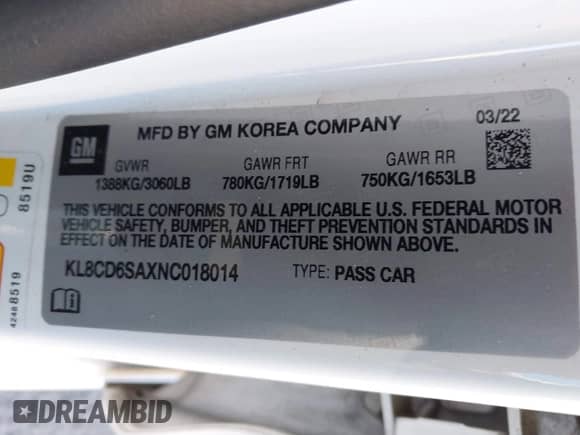 GM
MFD BY GM KOREA COMPANY
03/22
GVWR
GAWR FRT
GAWR RR
1388KG/3060LB
780KG/1719LB
750KG/1653LB
THIS VEHICLE CONFORMS TO ALL APPLICABLE U.S. FEDERAL MOTOR
VEHICLE SAFETY, BUMPER, AND THEFT PREVENTION STANDARDS IN
EFFECT ON THE DATE OF MANUFACTURE SHOWN ABOVE.
KL8CD6SAXNC018014
TYPE: PASS CAR
8519U
42488519
DREAMBID